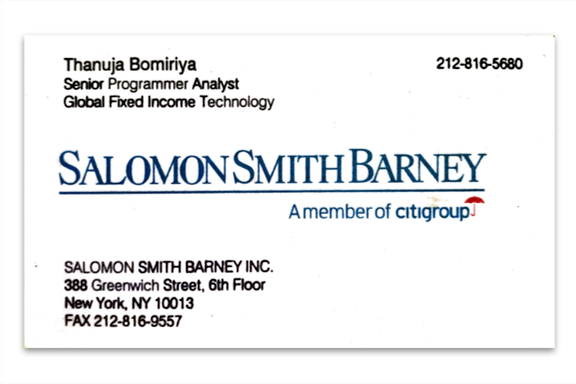 Thanuja Bomiriya
212-816-5680
Senior Programmer Analyst
Global Fixed Income Technology
SALOMON SMITH BARNEY
A member of citigroup
SALOMON SMITH BARNEY INC.
388 Greenwich Street, 6th Floor
New York, NY 10013
FAX 212-816-9557